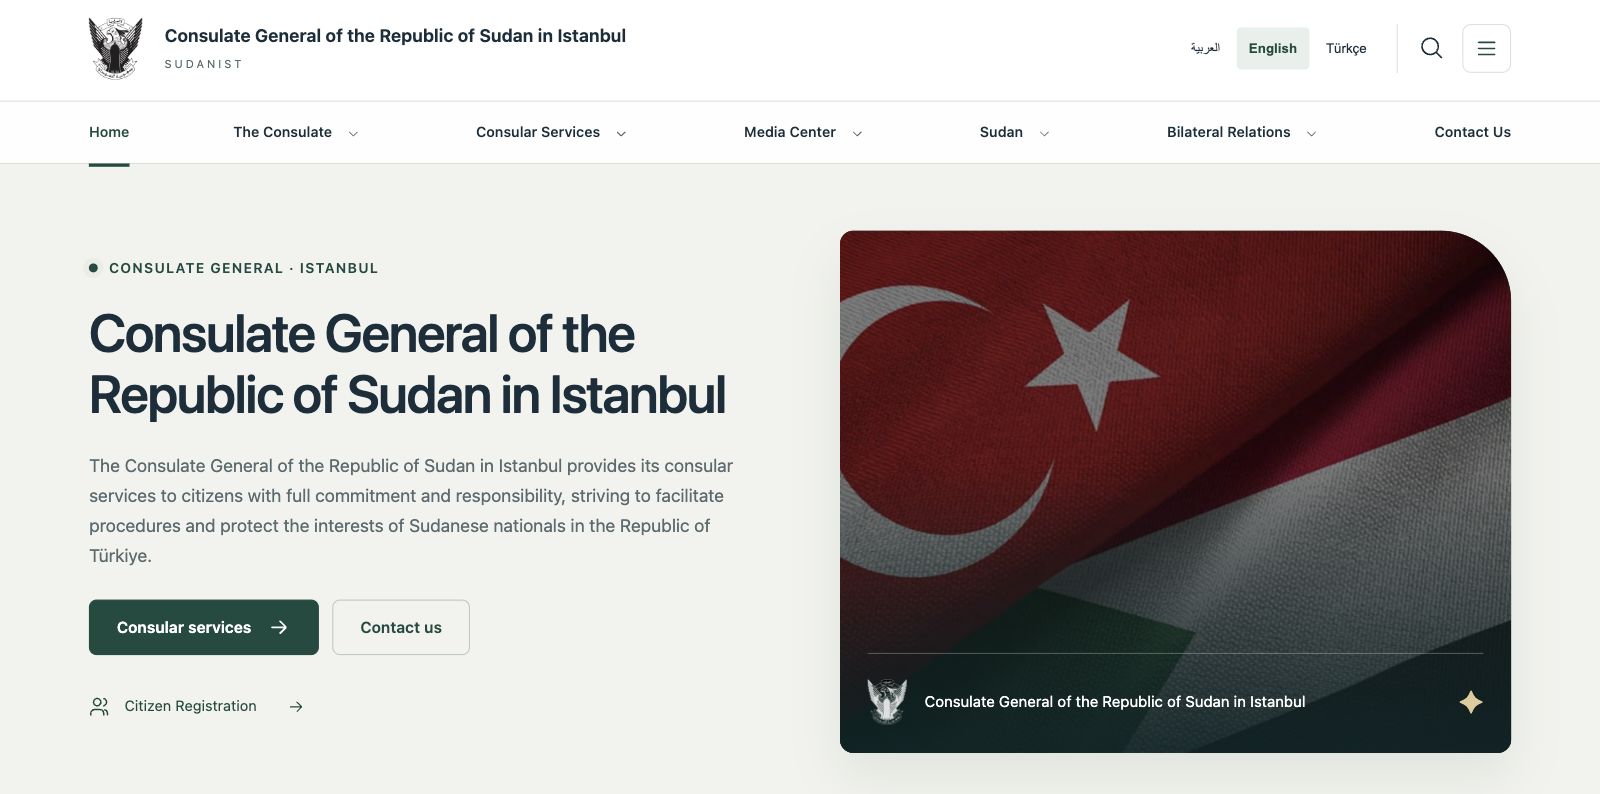 Consulate General of the Republic of Sudan in Istanbul
SUDANIST
العربية
English
Türkçe
Home
The Consulate
Consular Services
Media Center
Sudan
Bilateral Relations
Contact Us
CONSULATE GENERAL · ISTANBUL
Consulate General of the
Republic of Sudan in Istanbul
The Consulate General of the Republic of Sudan in Istanbul provides its consular
services to citizens with full commitment and responsibility, striving to facilitate
procedures and protect the interests of Sudanese nationals in the Republic of
Türkiye.
Consular services
Contact us
Citizen Registration
Consulate General of the Republic of Sudan in Istanbul